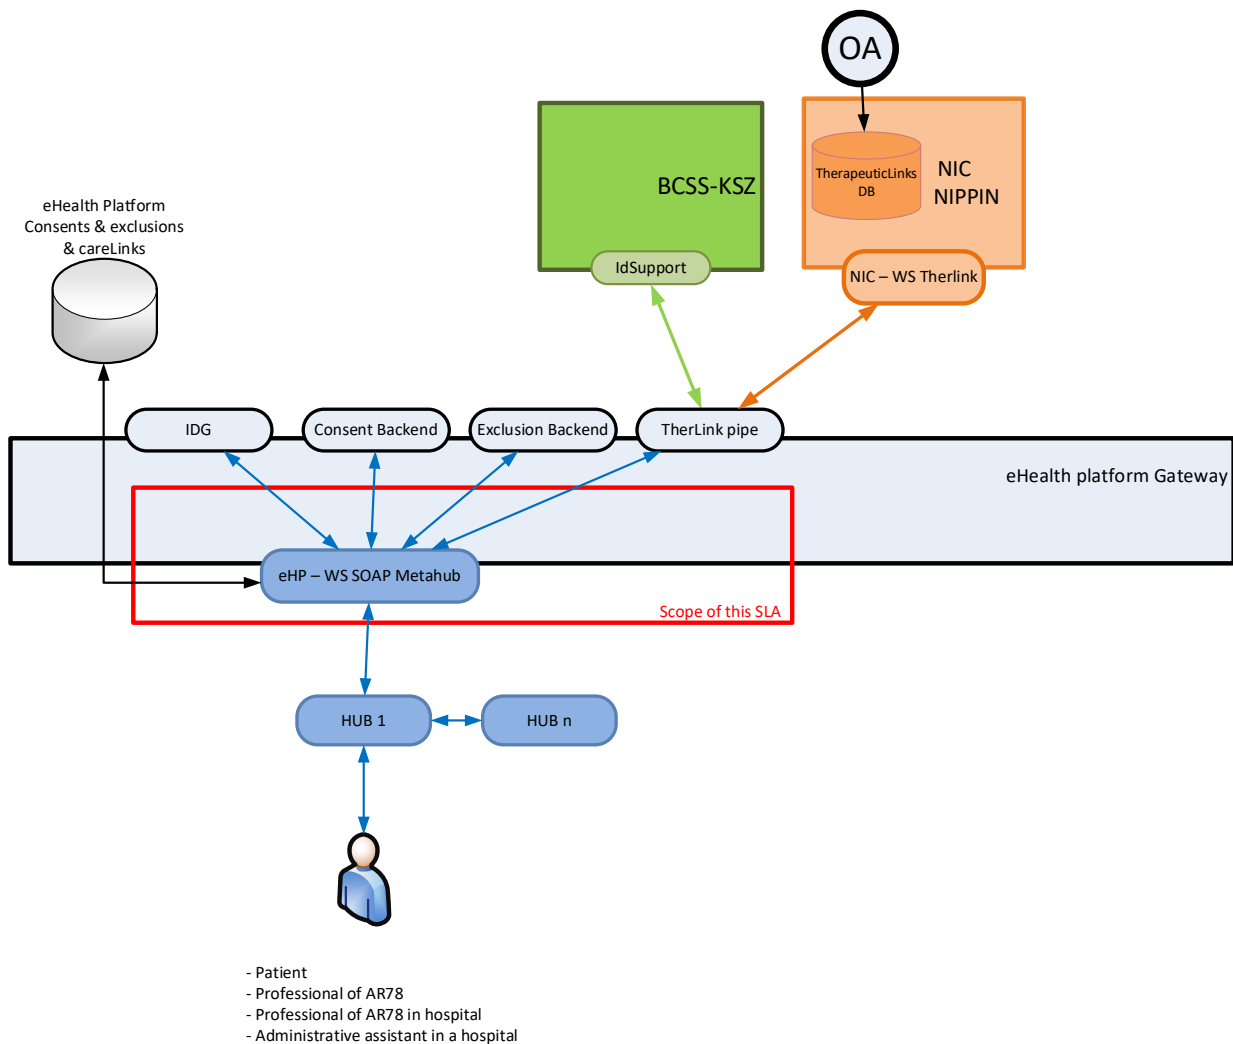 OA
BCSS-KSZ
TherapeuticLinks
DB
NIC
NIPPIN
eHealth Platform
Consents & exclusions
& careLinks
IdSupport
NIC – WS Therlink
IDG
Consent Backend
Exclusion Backend
TherLink pipe
eHealth platform Gateway
eHP – WS SOAP Metahub
Scope of this SLA
HUB 1
HUB n
- Patient
- Professional of AR78
- Professional of AR78 in hospital
- Administrative assistant in a hospital